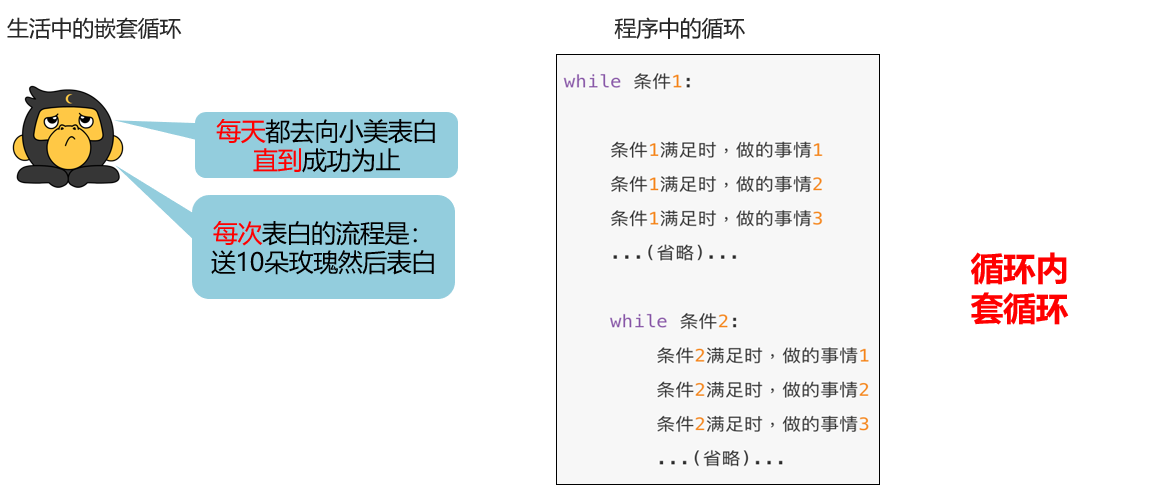 生活中的嵌套循环
每天都去向小美表白
直到成功为止
每次表白的流程是：
送10朵玫瑰然后表白
程序中的循环
while 条件1:
条件1满足时，做的事情1
条件1满足时，做的事情2
条件1满足时，做的事情3
...(省略)...
while 条件2:
条件2满足时，做的事情1
条件2满足时，做的事情2
条件2满足时，做的事情3
...(省略)...
循环内
套循环